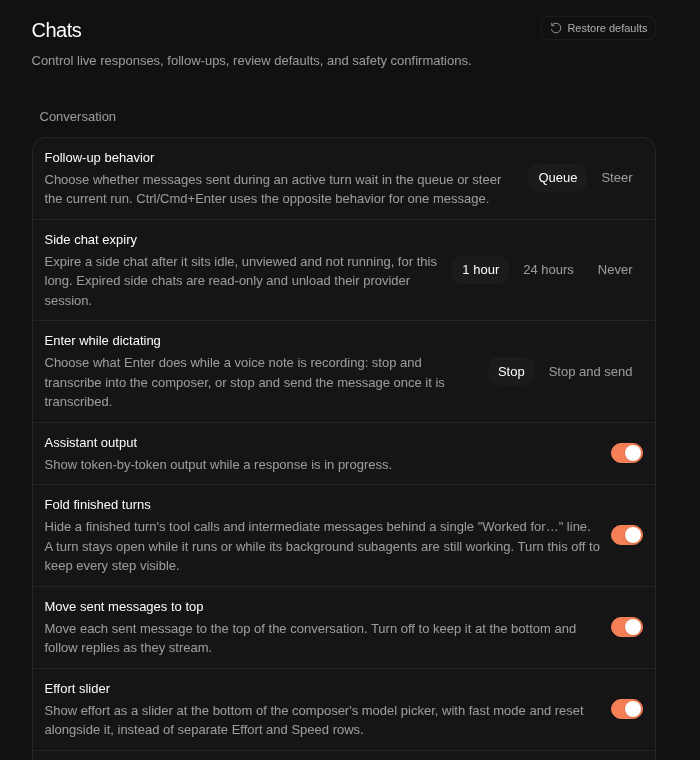 Chats
Restore defaults
Control live responses, follow-ups, review defaults, and safety confirmations.
Conversation
Follow-up behavior
Choose whether messages sent during an active turn wait in the queue or steer
the current run. Ctrl/Cmd+Enter uses the opposite behavior for one message.
Queue
Steer
Side chat expiry
Expire a side chat after it sits idle, unviewed and not running, for this
long. Expired side chats are read-only and unload their provider
session.
1 hour
24 hours
Never
Enter while dictating
Choose what Enter does while a voice note is recording: stop and
transcribe into the composer, or stop and send the message once it is
transcribed.
Stop
Stop and send
Assistant output
Show token-by-token output while a response is in progress.
Fold finished turns
Hide a finished turn's tool calls and intermediate messages behind a single "Worked for…" line.
A turn stays open while it runs or while its background subagents are still working. Turn this off to
keep every step visible.
Move sent messages to top
Move each sent message to the top of the conversation. Turn off to keep it at the bottom and
follow replies as they stream.
Effort slider
Show effort as a slider at the bottom of the composer's model picker, with fast mode and reset
alongside it, instead of separate Effort and Speed rows.